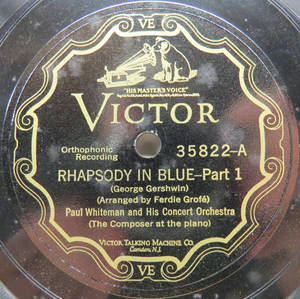 VE
"HIS MASTER'S VOICE"
VICTOR
Orthophonic
Recording
35822-A
RHAPSODY IN BLUE-Part 1
(George Gershwin)
(Arranged by Ferdie Grofé)
Paul Whiteman and His Concert Orchestra
(The Composer at the piano)
VICTOR TALKING MACHINE CO.
Camden, N.J.
VE